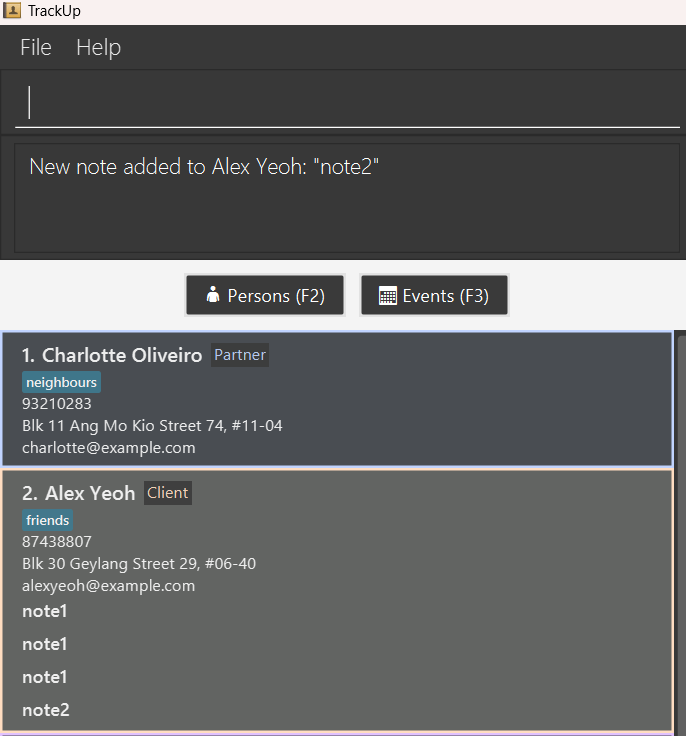 TrackUp
File Help
New note added to Alex Yeoh: "note2"
Persons (F2) Events (F3)
1. Charlotte Oliveiro Partner
neighbours
93210283
Blk 11 Ang Mo Kio Street 74, #11-04
charlotte@example.com
2. Alex Yeoh Client
friends
87438807
Blk 30 Geylang Street 29, #06-40
alexyeoh@example.com
note1
note1
note1
note2